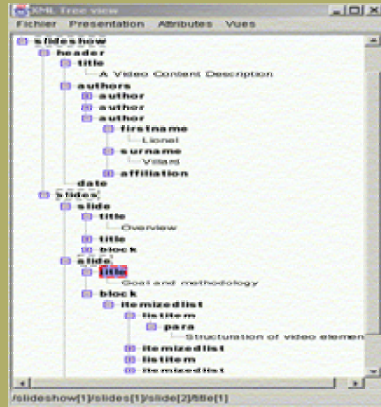 XML Tree view
Fichier Presentation Attributes Vues
slideshow
header
title
A Video Content Description
authors
author
author
author
firstname
Lionel
surname
Villard
affiliation
date
slides
slide
title
Overview
title
block
slide
title
Goal and methodology
block
itemizedlist
listitem
para
Structuration of video elemen
itemizedlist
listitem
itemizedlist
/slideshow[1]/slides[1]/slide[2]/title[1]